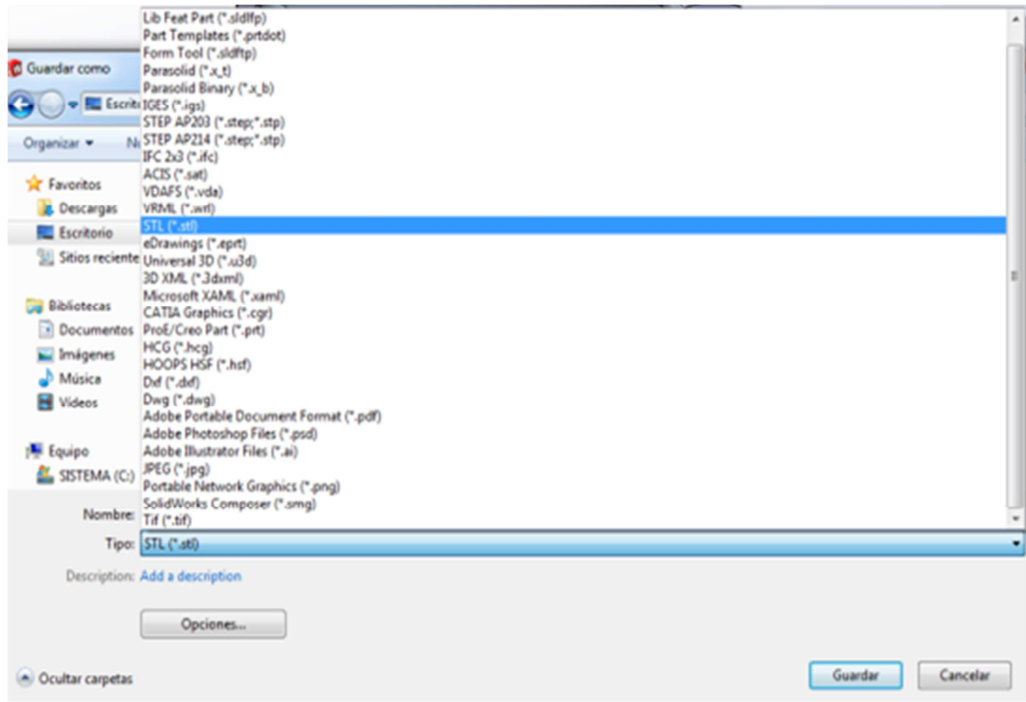 Lib Feat Part (*.sldlfp)
Part Templates (*.prtdot)
Form Tool (*.sldftp)
Guardar como
Parasolid (*.x_t)
Parasolid Binary (*.x_b)
IGES (*.igs)
STEP AP203 (*.step;*.stp)
Organizar
STEP AP214 (*.step;*.stp)
IFC 2x3 (*.ifc)
ACIS (*.sat)
Favoritos
VDAFS (*.vda)
Descargas
VRML (*.wrl)
Escritorio
STL (*.stl)
eDrawings (*.eprt)
Sitios reciente
Universal 3D (*.u3d)
3D XML (*.3dxml)
Microsoft XAML (*.xaml)
Bibliotecas
CATIA Graphics (*.cgr)
Documentos
ProE/Creo Part (*.prt)
Imágenes
HCG (*.hcg)
HOOPS HSF (*.hsf)
Música
Dxf (*.dxf)
Vídeos
Dwg (*.dwg)
Adobe Portable Document Format (*.pdf)
Adobe Photoshop Files (*.psd)
Equipo
Adobe Illustrator Files (*.ai)
SISTEMA (C:)
JPEG (*.jpg)
Portable Network Graphics (*.png)
SolidWorks Composer (*.smg)
Nombre:
Tif (*.tif)
Tipo: STL (*.stl)
Description: Add a description
Opciones...
Ocultar carpetas
Guardar
Cancelar